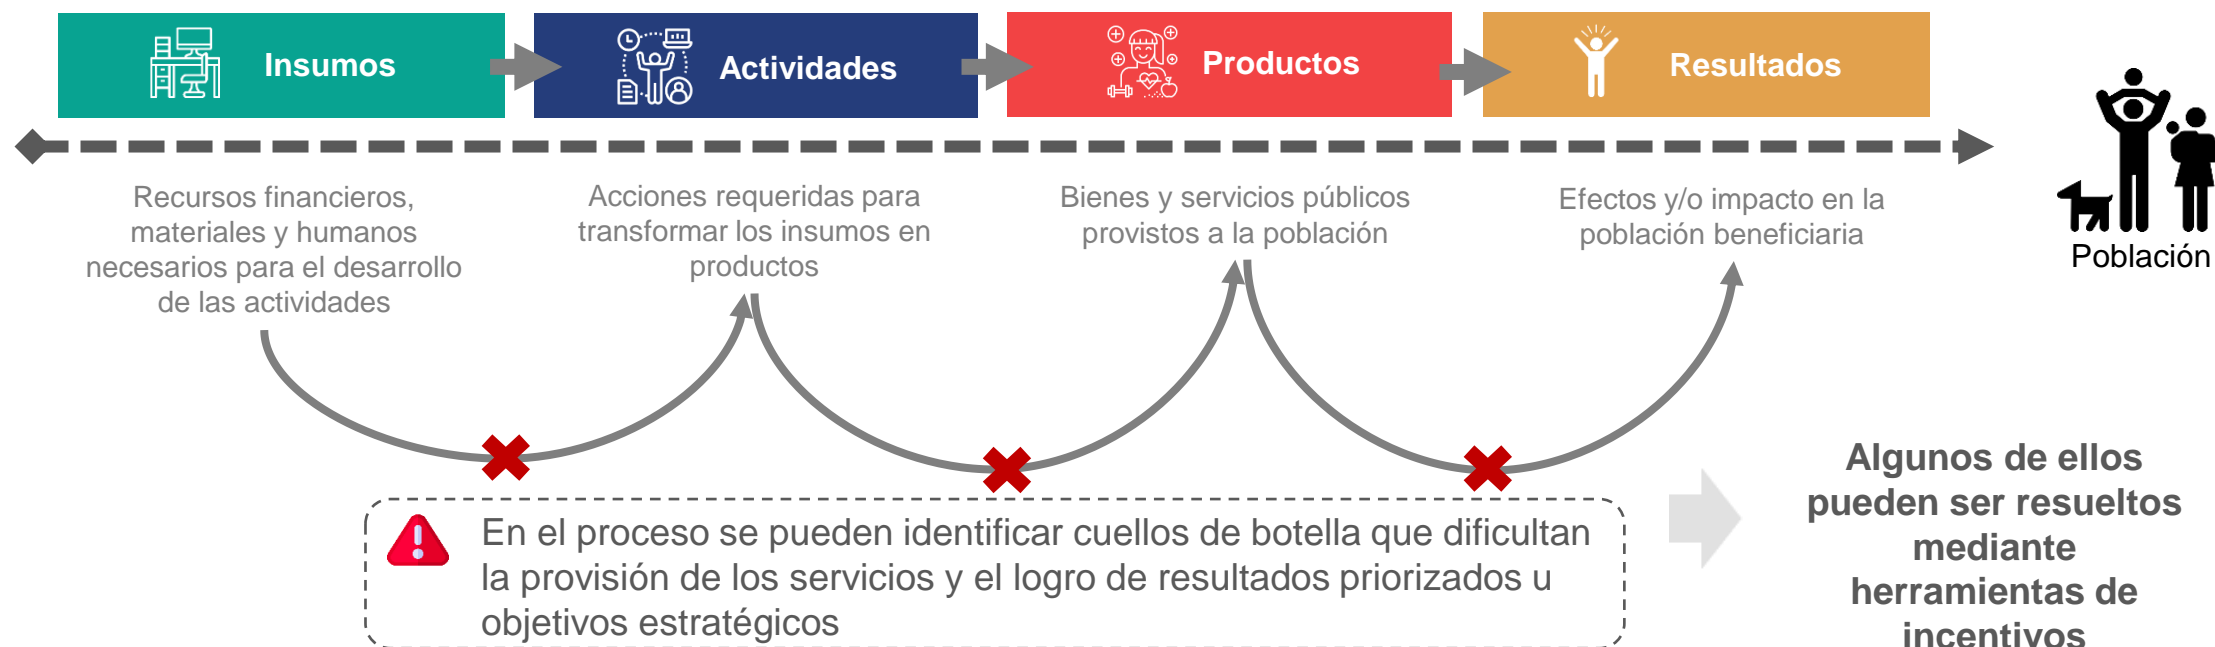 Insumos
Actividades
Productos
Resultados
Recursos financieros,
materiales y humanos
necesarios para el desarrollo
de las actividades
Acciones requeridas para
transformar los insumos en
productos
Bienes y servicios públicos
provistos a la población
Efectos y/o impacto en la
población beneficiaria
Población
En el proceso se pueden identificar cuellos de botella que dificultan
la provisión de los servicios y el logro de resultados priorizados u
objetivos estratégicos
Algunos de ellos
pueden ser resueltos
mediante
herramientas de
incentivos